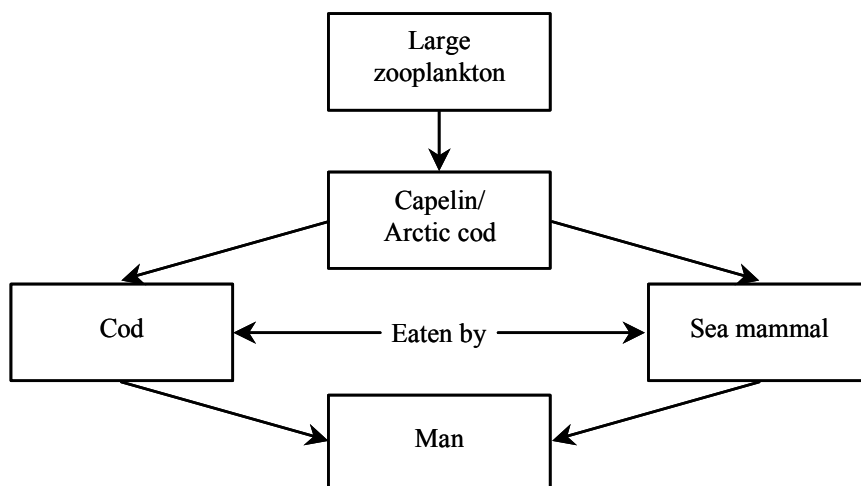 Large
zooplankton
Capelin/
Arctic cod
Cod
Eaten by
Sea mammal
Man